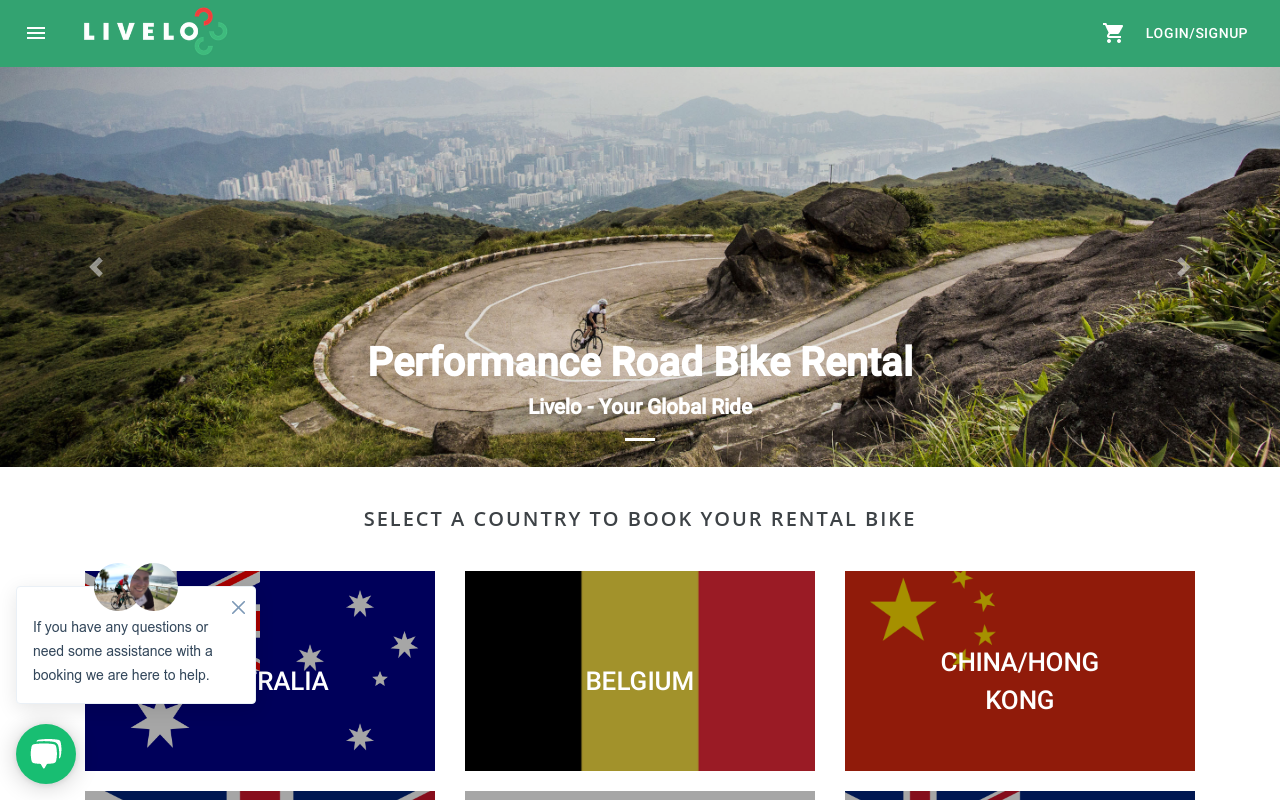 LIVELO
LOGIN/SIGNUP
Performance Road Bike Rental
Livelo - Your Global Ride
SELECT A COUNTRY TO BOOK YOUR RENTAL BIKE
If you have any questions or
need some assistance with a
booking we are here to help.
RALIA
BELGIUM
CHINA/HONG
KONG